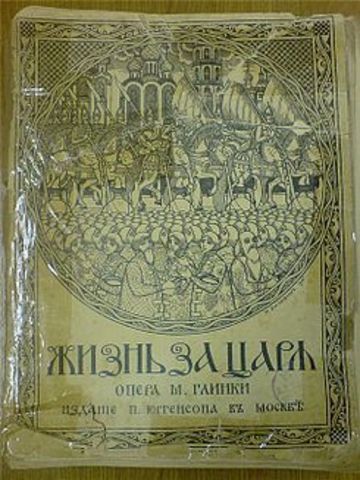 ЖИЗНЬ ЗА ЦАРЯ
ОПЕРА М. ГЛИНКИ
ИЗДАНІЕ П. ЮРГЕНСОНА ВЪ МОСКВѢ